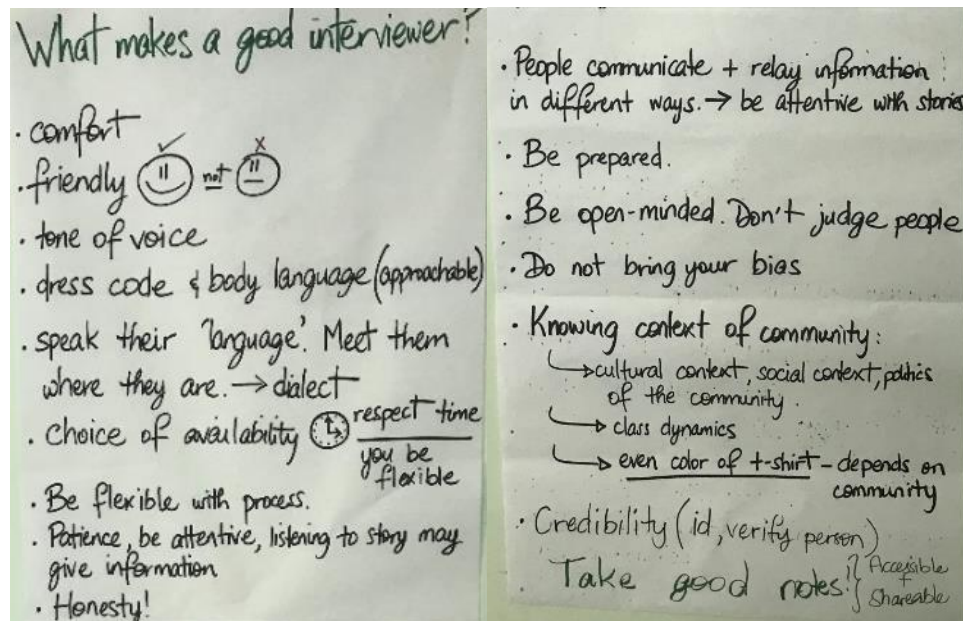 What makes a good interviewer?
· comfort
· friendly not
· tone of voice
· dress code & body language (approachable)
· speak their 'language'. Meet them
where they are. → dialect
· Choice of availability respect time
you be
flexible
· Be flexible with process.
· Patience, be attentive, listening to story may
give information
· Honesty!
· People communicate + relay information
in different ways. → be attentive with stories
· Be prepared.
· Be open-minded. Don't judge people
· Do not bring your bias
· Knowing context of community:
→ cultural context, social context, politics
of the community.
→ class dynamics
→ even color of t-shirt - depends on
community
· Credibility (id, verify person)
Take good notes! { Accessible
+
Shareable